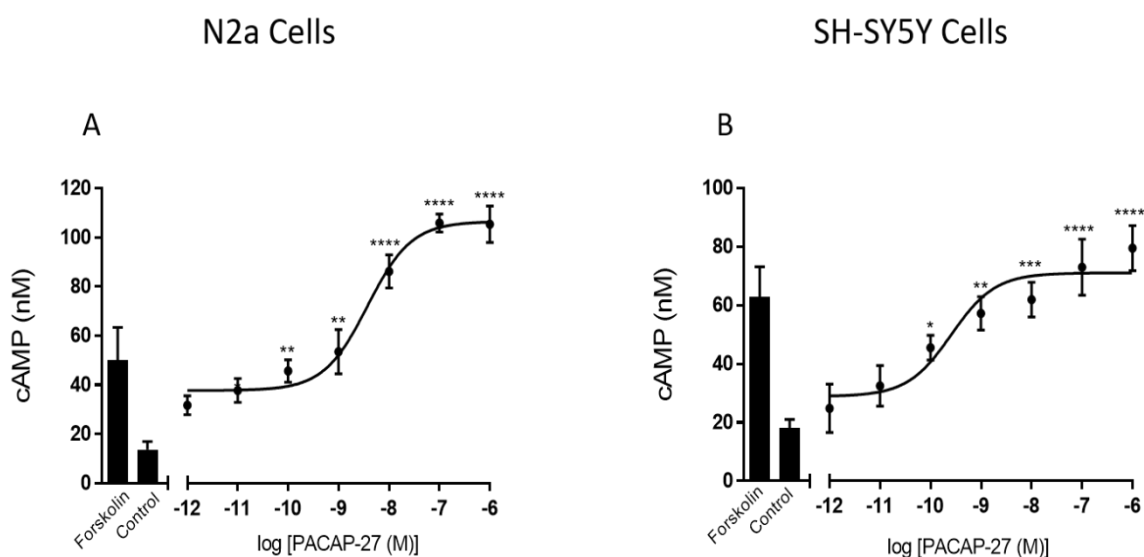 N2a Cells
SH-SY5Y Cells
A
cAMP (nM)
120
100
80
60
40
20
0
**
**
****
****
****
Forskolin
Control
-12 -11 -10 -9 -8 -7 -6
log [PACAP-27 (M)]
B
cAMP (nM)
100
80
60
40
20
0
*
**
***
****
****
Forskolin
Control
-12 -11 -10 -9 -8 -7 -6
log [PACAP-27 (M)]